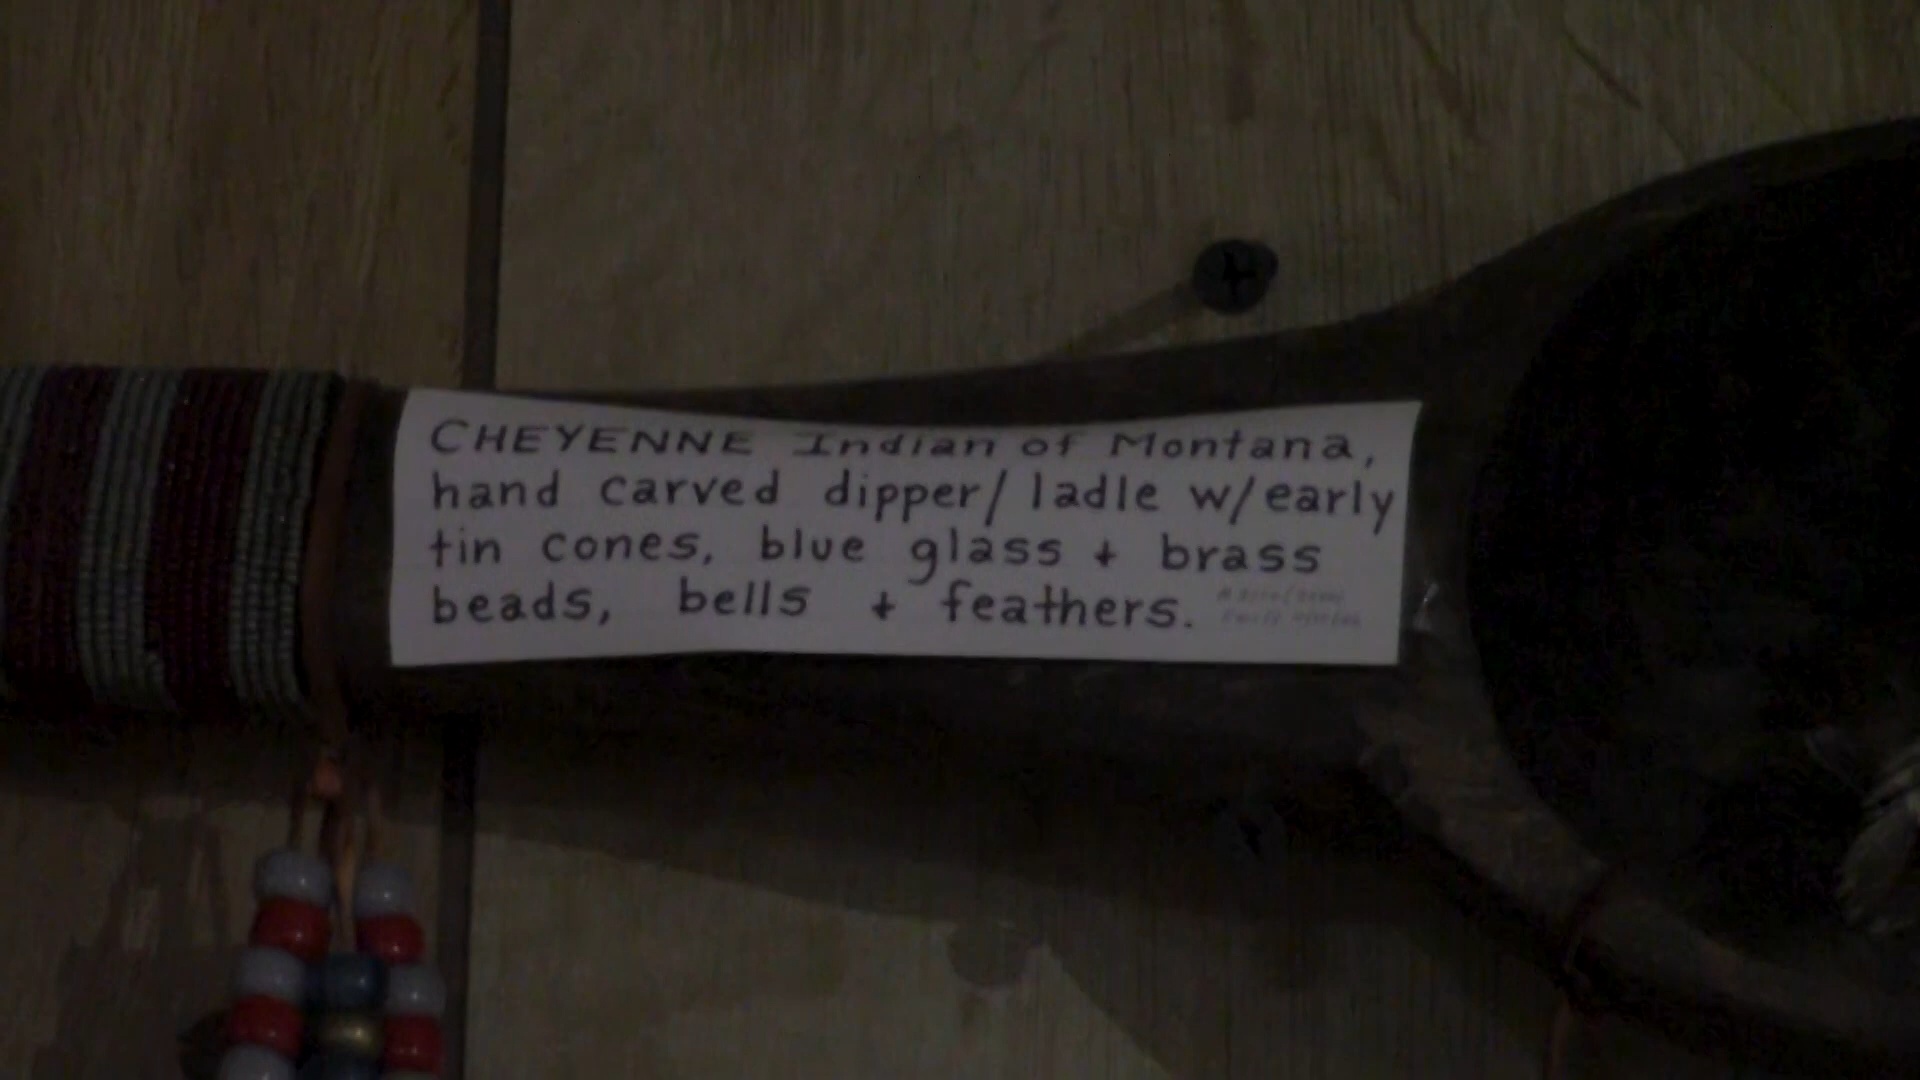 CHEYENNE Indian of Montana,
hand carved dipper/ ladle w/early
tin cones, blue glass + brass
beads, bells + feathers.